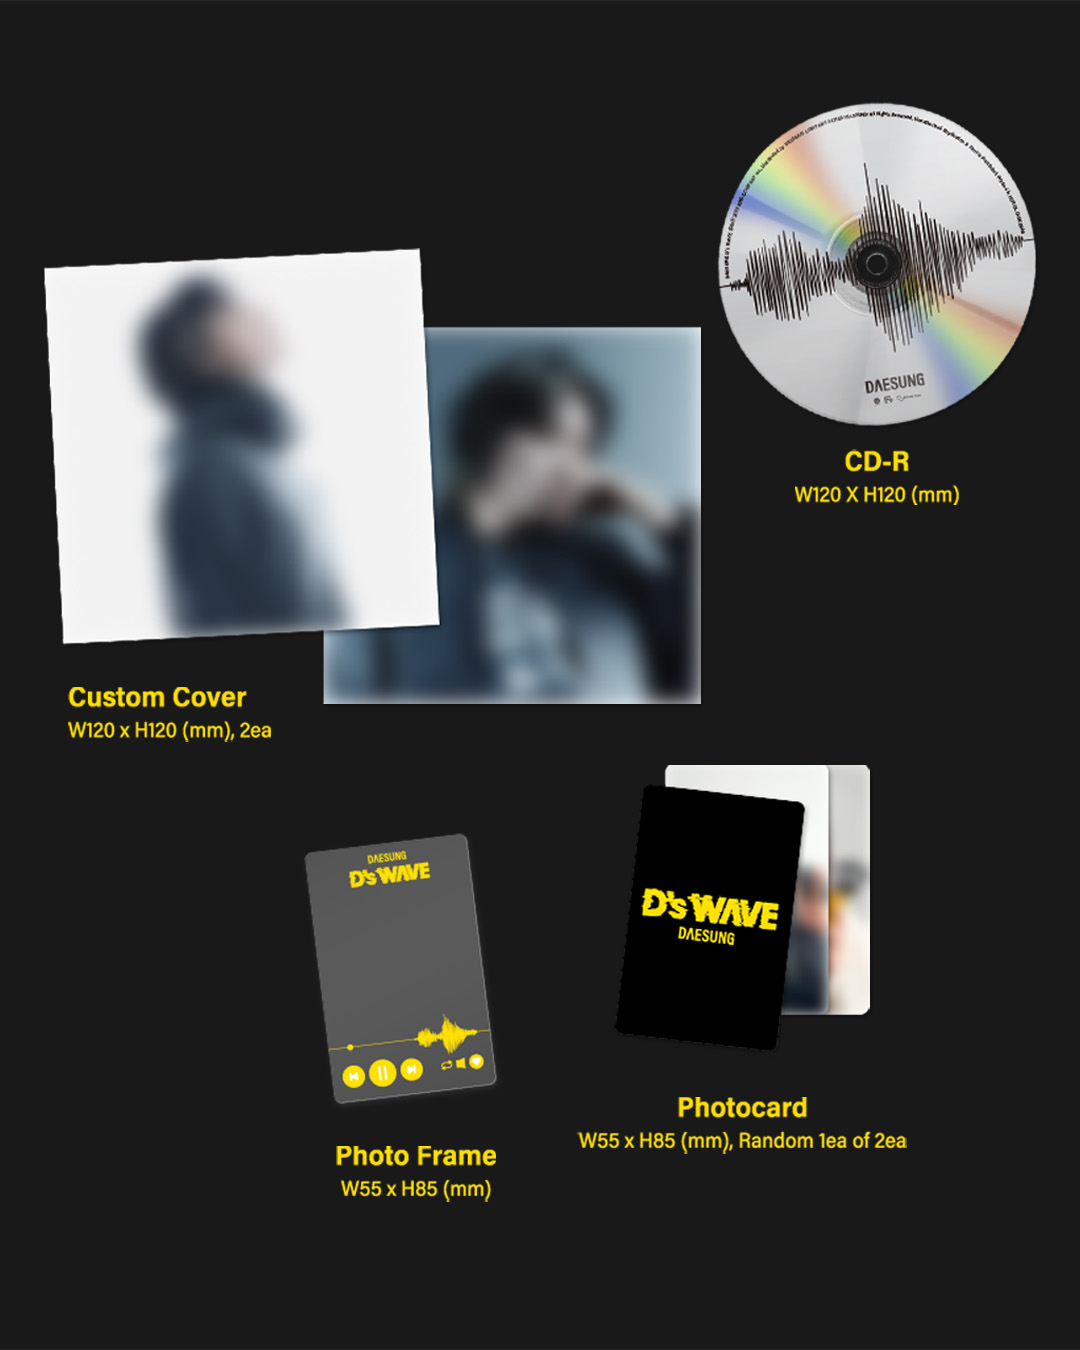 DAESUNG
CD-R
W120 X H120 (mm)
Custom Cover
W120 x H120 (mm), 2ea
DAESUNG
D's WAVE
Photo Frame
W55 x H85 (mm)
D's WAVE
DAESUNG
Photocard
W55 x H85 (mm), Random 1ea of 2ea